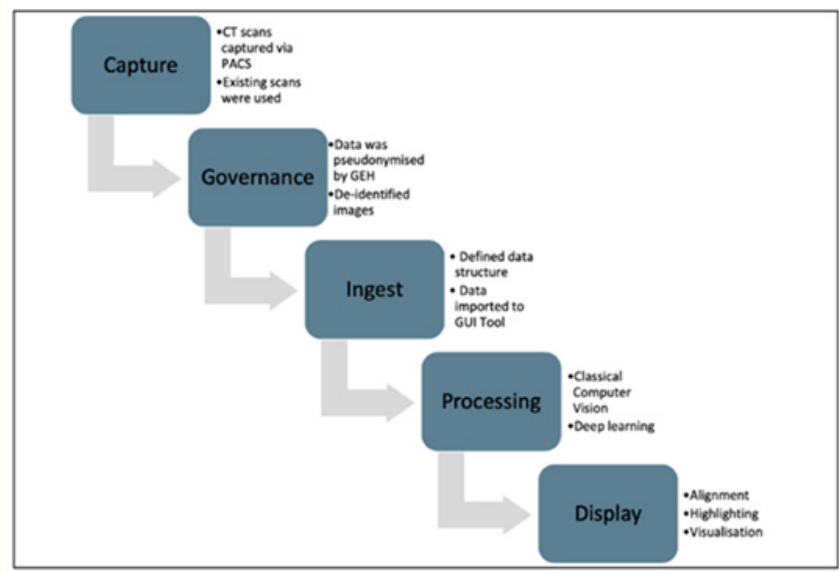 Capture
•CT scans
captured via
PACS
•Existing scans
were used
Governance
•Data was
pseudonymised
by GEH
•De-identified
images
Ingest
• Defined data
structure
• Data
imported to
GUI Tool
Processing
•Classical
Computer
Vision
•Deep learning
Display
•Alignment
•Highlighting
•Visualisation